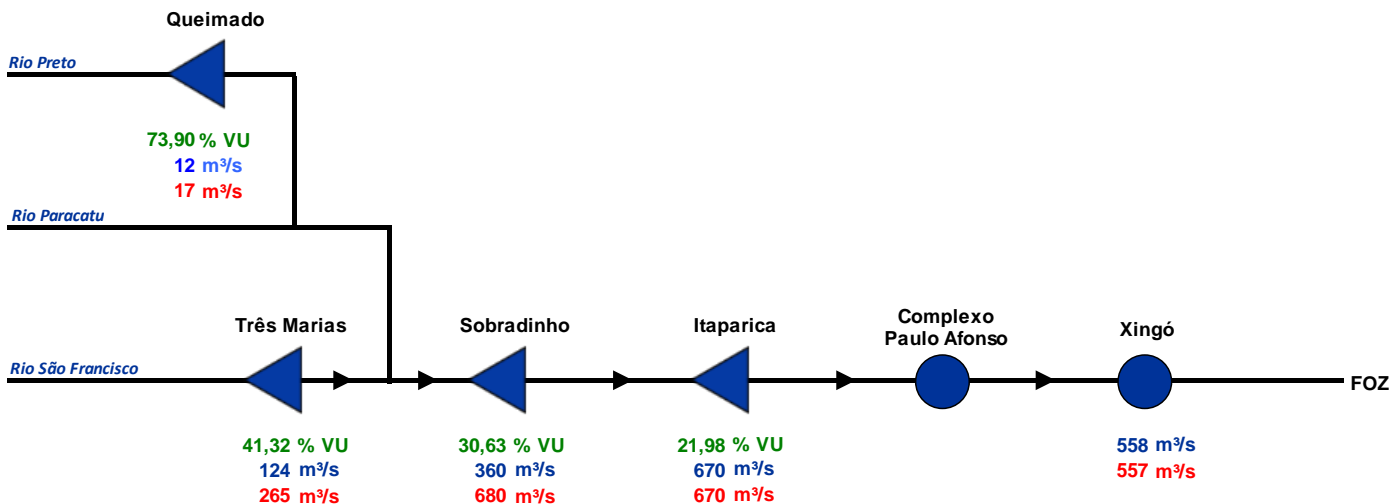 Queimado
Rio Preto
73,90 % VU
12 m³/s
17 m³/s
Rio Paracatu
Três Marias
Sobradinho
Itaparica
Complexo
Paulo Afonso
Xingó
Rio São Francisco
FOZ
41,32 % VU
124 m³/s
265 m³/s
30,63 % VU
360 m³/s
680 m³/s
21,98 % VU
670 m³/s
670 m³/s
558 m³/s
557 m³/s